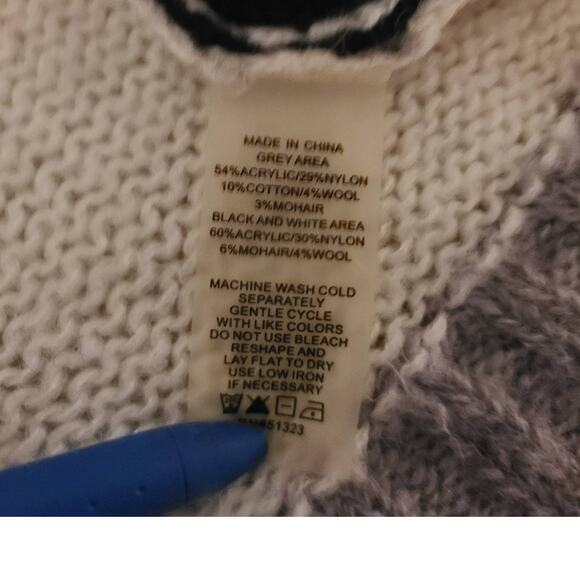 MADE IN CHINA
GREY AREA
54%ACRYLIC/29%NYLON
10%COTTON/4%WOOL
3%MOHAIR
BLACK AND WHITE AREA
60%ACRYLIC/30%NYLON
6%MOHAIR/4%WOOL
MACHINE WASH COLD
SEPARATELY
GENTLE CYCLE
WITH LIKE COLORS
DO NOT USE BLEACH
RESHAPE AND
LAY FLAT TO DRY
USE LOW IRON
IF NECESSARY